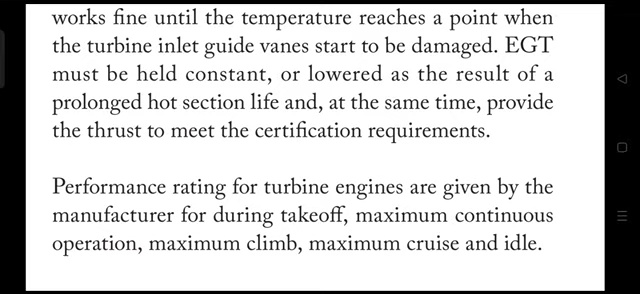 works fine until the temperature reaches a point when
the turbine inlet guide vanes start to be damaged. EGT
must be held constant, or lowered as the result of a
prolonged hot section life and, at the same time, provide
the thrust to meet the certification requirements.
Performance rating for turbine engines are given by the
manufacturer for during takeoff, maximum continuous
operation, maximum climb, maximum cruise and idle.